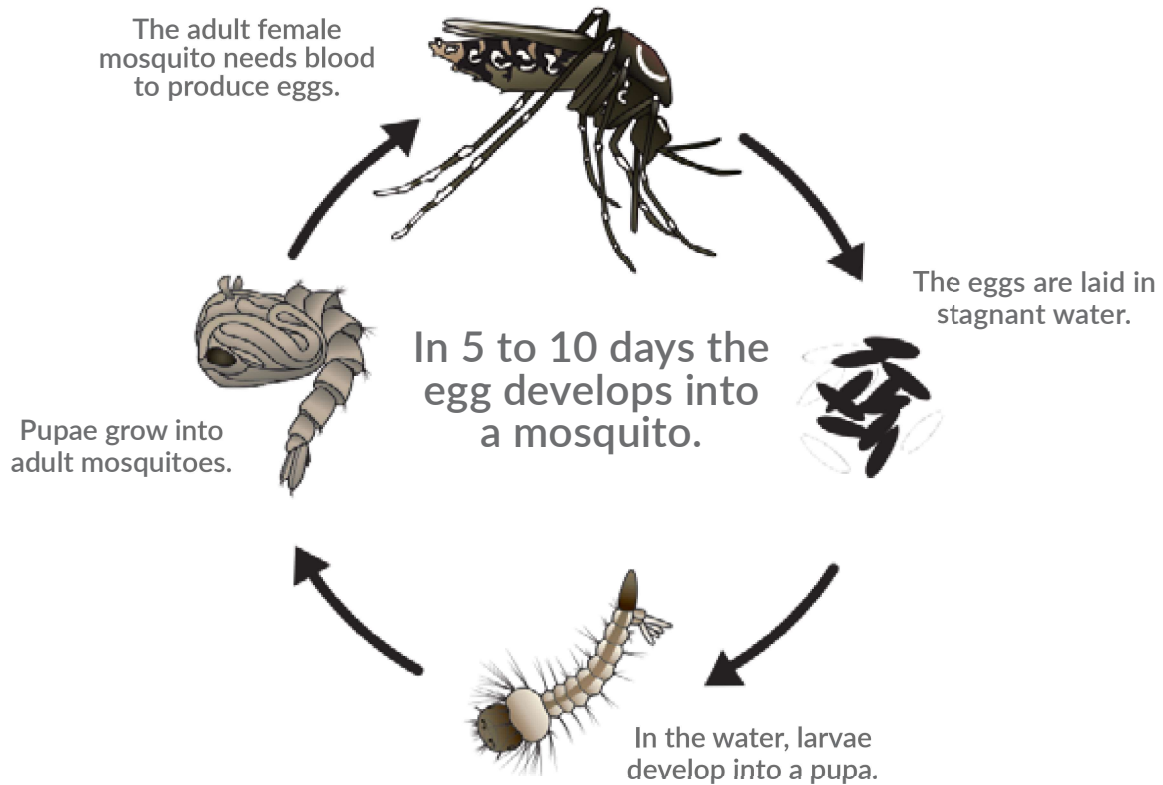 The adult female
mosquito needs blood
to produce eggs.
The eggs are laid in
stagnant water.
In 5 to 10 days the
egg develops into
a mosquito.
Pupae grow into
adult mosquitoes.
In the water, larvae
develop into a pupa.